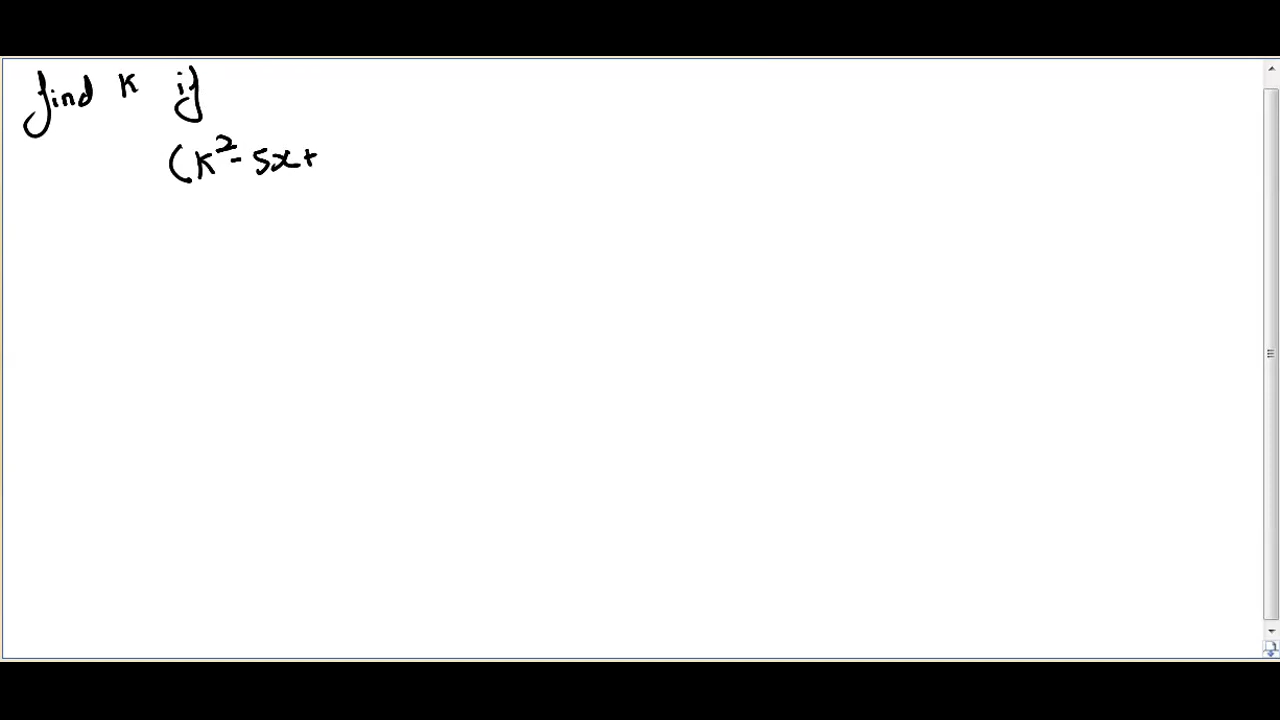 find K if
(K² - 5x +